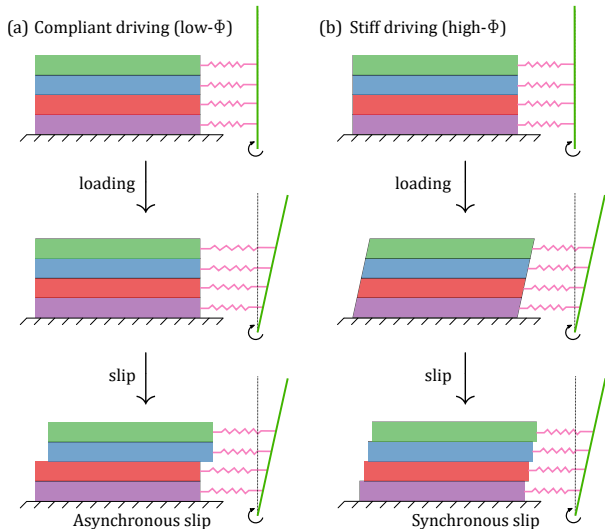 (a) Compliant driving (low-Φ)
(b) Stiff driving (high-Φ)
loading
loading
slip
slip
Asynchronous slip
Synchronous slip